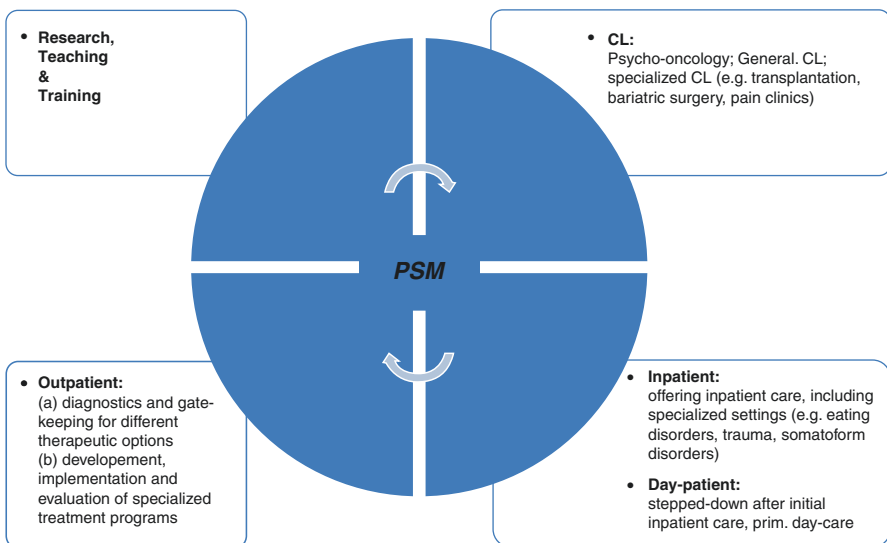 • Research,
Teaching
&
Training
• CL:
Psycho-oncology; General. CL;
specialized CL (e.g. transplantation,
bariatric surgery, pain clinics)
PSM
• Outpatient:
(a) diagnostics and gate-
keeping for different
therapeutic options
(b) developement,
implementation and
evaluation of specialized
treatment programs
• Inpatient:
offering inpatient care, including
specialized settings (e.g. eating
disorders, trauma, somatoform
disorders)
• Day-patient:
stepped-down after initial
inpatient care, prim. day-care